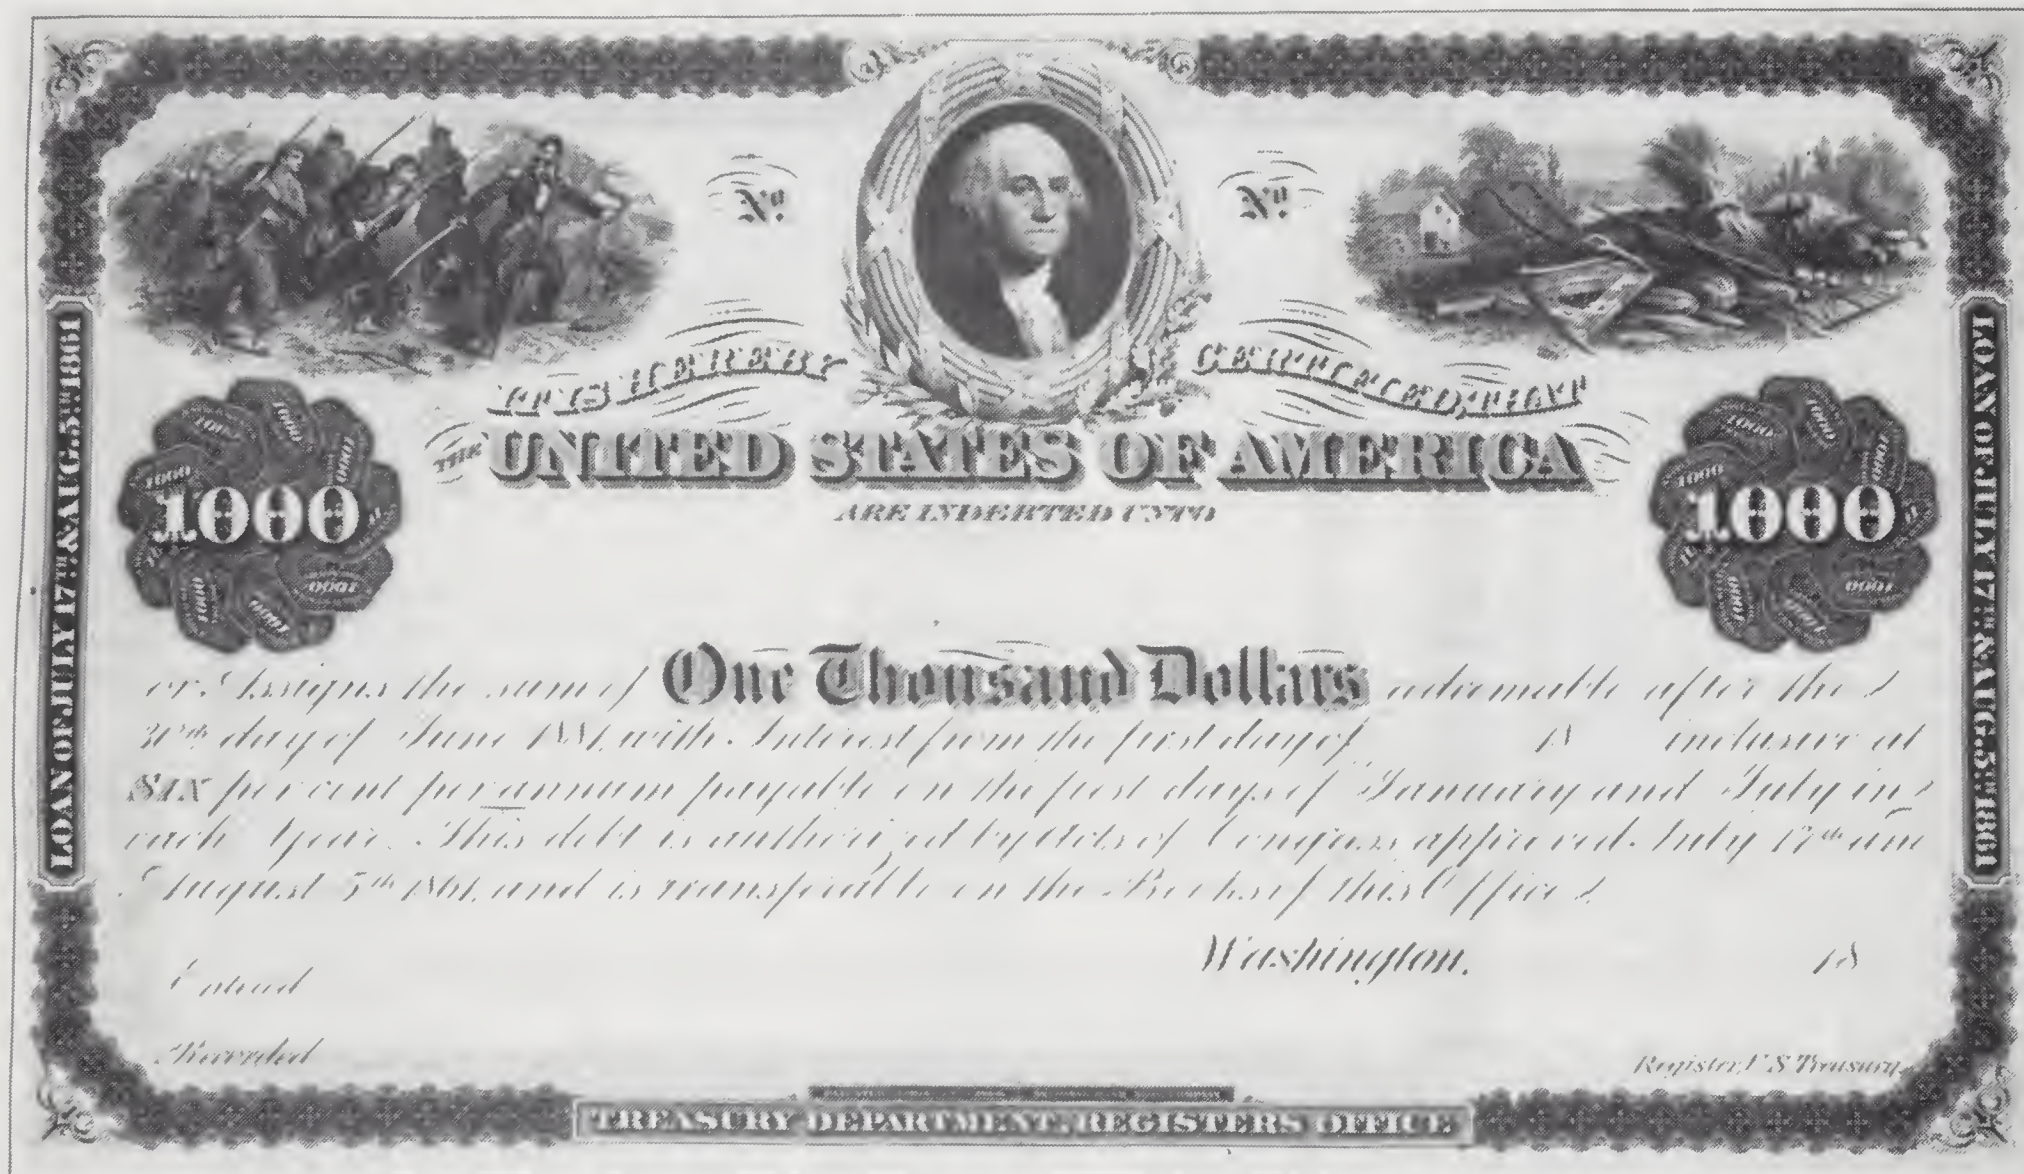 Nº.
Nº.
IT IS HEREBY CERTIFIED, THAT
THE UNITED STATES OF AMERICA
ARE INDEBTED UNTO
1000
1000
LOAN OF JULY 17TH & AUG. 5TH 1861
LOAN OF JULY 17TH & AUG. 5TH 1861
or Assigns the sum of One Thousand Dollars redeemable after the
30th day of June 1881, with Interest from the first day of 18 inclusive at
SIX per cent per annum payable on the first days of January and July in
each Year. This debt is authorized by Acts of Congress, approved July 17th and
August 5th 1861, and is transferable on the Books of this Office
Washington, 18
Entered
Recorded
Register U S Treasury
TREASURY DEPARTMENT, REGISTERS OFFICE